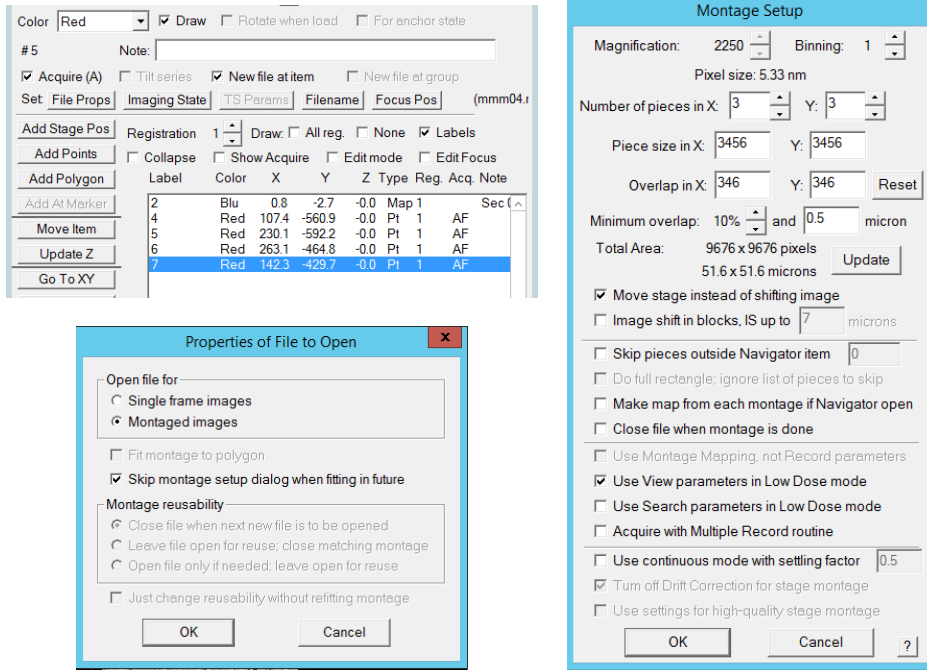 Color Red Draw Rotate when load For anchor state
# 5 Note:
Acquire (A) Tilt series New file at item New file at group
Set: File Props Imaging State TS Params Filename Focus Pos (mmm04.r
Add Stage Pos
Add Points
Add Polygon
Add At Marker
Move Item
Update Z
Go To XY
Registration 1 Draw: All reg. None Labels
Collapse Show Acquire Edit mode Edit Focus
Label Color X Y Z Type Reg. Acq. Note
2 Blu 0.8 -2.7 -0.0 Map 1 Sec
4 Red 107.4 -560.9 -0.0 Pt 1 AF
5 Red 230.1 -592.2 -0.0 Pt 1 AF
6 Red 263.1 -464.8 -0.0 Pt 1 AF
7 Red 142.3 -429.7 -0.0 Pt 1 AF
Properties of File to Open
x
Open file for
Single frame images
Montaged images
Fit montage to polygon
Skip montage setup dialog when fitting in future
Montage reusability
Close file when next new file is to be opened
Leave file open for reuse; close matching montage
Open file only if needed; leave open for reuse
Just change reusability without refitting montage
OK Cancel
Montage Setup
Magnification: 2250 Binning: 1
Pixel size: 5.33 nm
Number of pieces in X: 3 Y: 3
Piece size in X: 3456 Y: 3456
Overlap in X: 346 Y: 346 Reset
Minimum overlap: 10% and 0.5 micron
Total Area: 9676 x 9676 pixels
51.6 x 51.6 microns Update
Move stage instead of shifting image
Image shift in blocks, IS up to 7 microns
Skip pieces outside Navigator item 0
Do full rectangle; ignore list of pieces to skip
Make map from each montage if Navigator open
Close file when montage is done
Use Montage Mapping, not Record parameters
Use View parameters in Low Dose mode
Use Search parameters in Low Dose mode
Acquire with Multiple Record routine
Use continuous mode with settling factor 0.5
Turn off Drift Correction for stage montage
Use settings for high-quality stage montage
OK Cancel ?